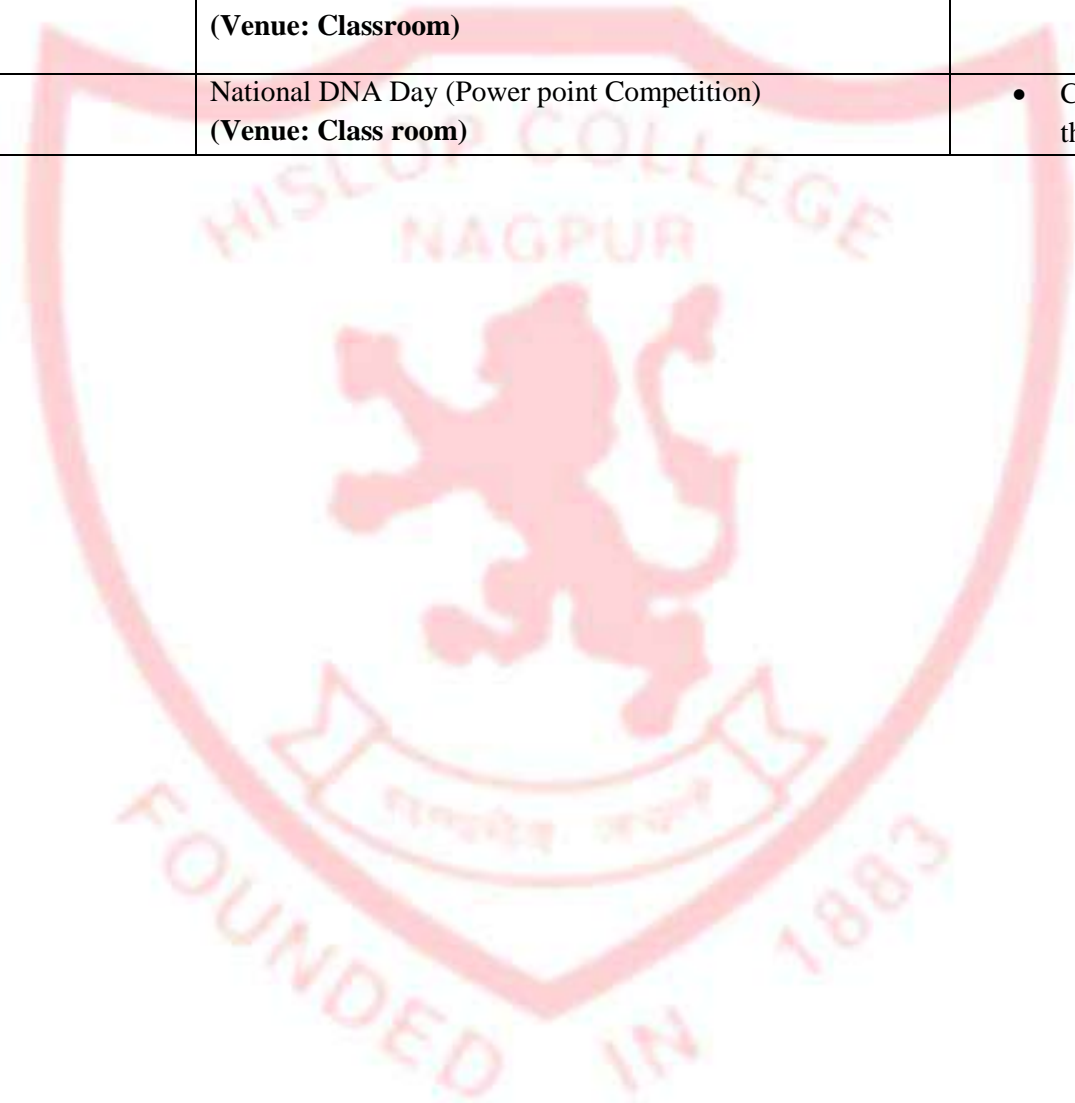 (Venue: Classroom)
National DNA Day (Power point Competition)
(Venue: Class room)
HISLOP COLLEGE
NAGPUR
FOUNDED IN 1883